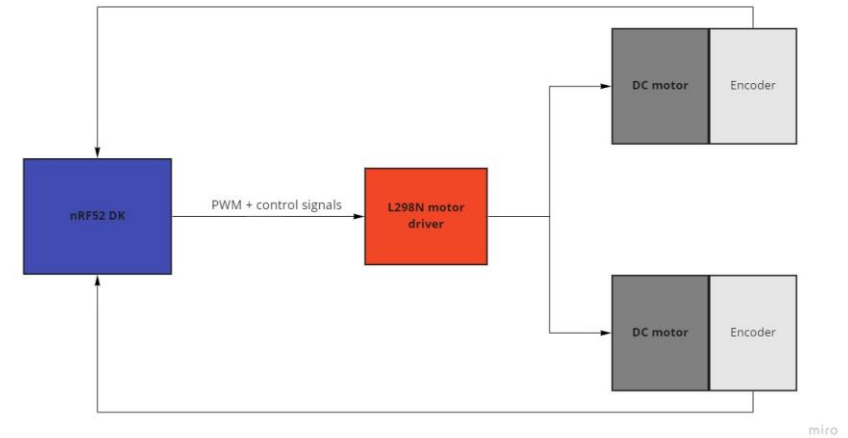 DC motor
Encoder
nRF52 DK
PWM + control signals
L298N motor
driver
DC motor
Encoder
miro